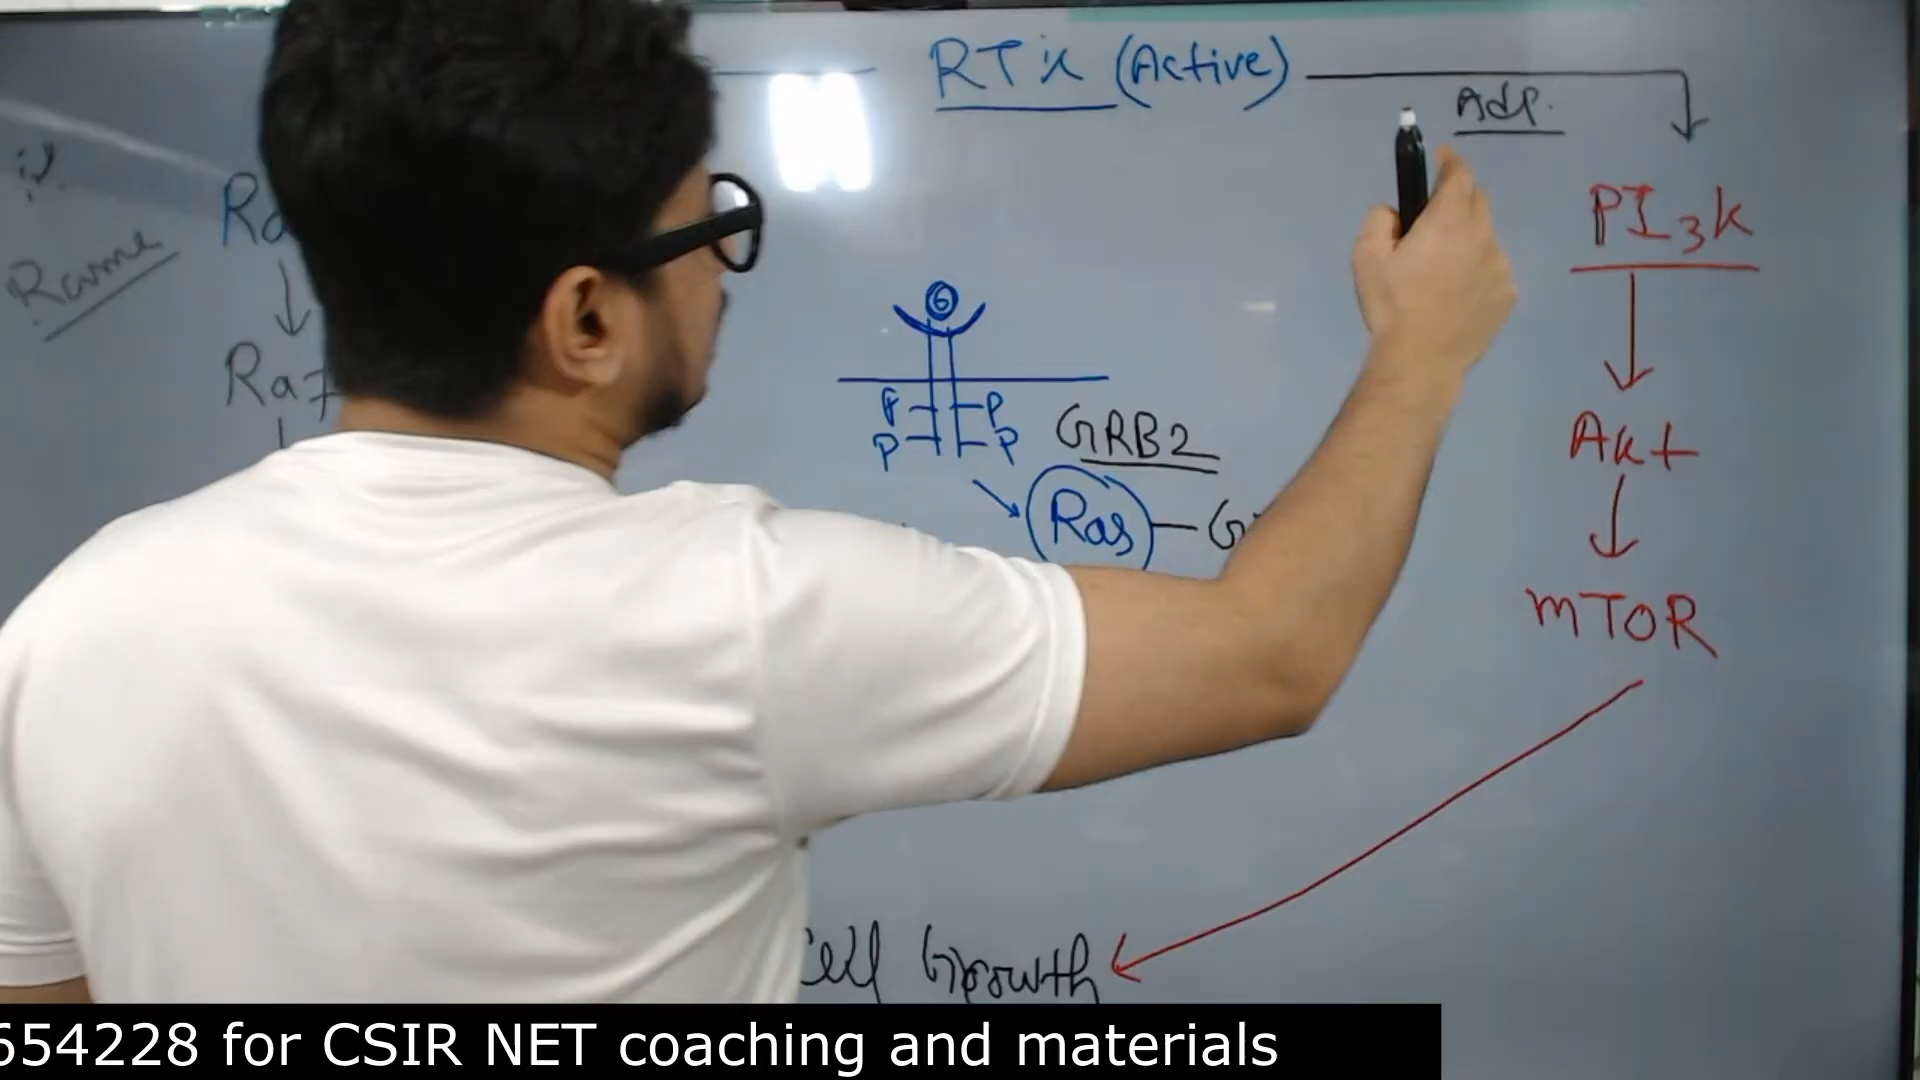 RTK (Active)
Adp.
PI3K
Akt
mTOR
Rame
Ra
Raf
G
P P
P P
GRB2
Ras — G
Cell Growth
654228 for CSIR NET coaching and materials